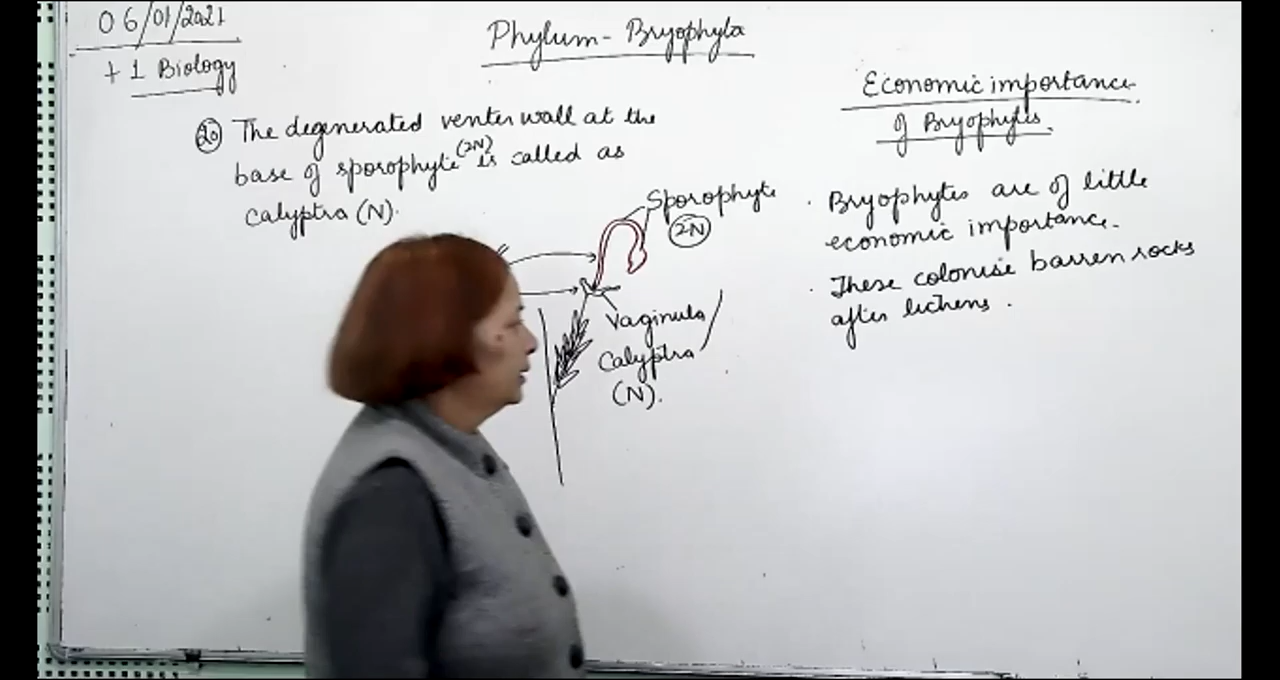 06/01/2021
+1 Biology
Phylum - Bryophyta
20 The degenerated venter wall at the
base of sporophyte (2N) is called as
calyptra (N).
Sporophyte
2N
Vaginula
Calyptra
(N).
Economic importance
of Bryophytes.
· Bryophytes are of little
economic importance.
· These colonise barren rocks
after lichens.